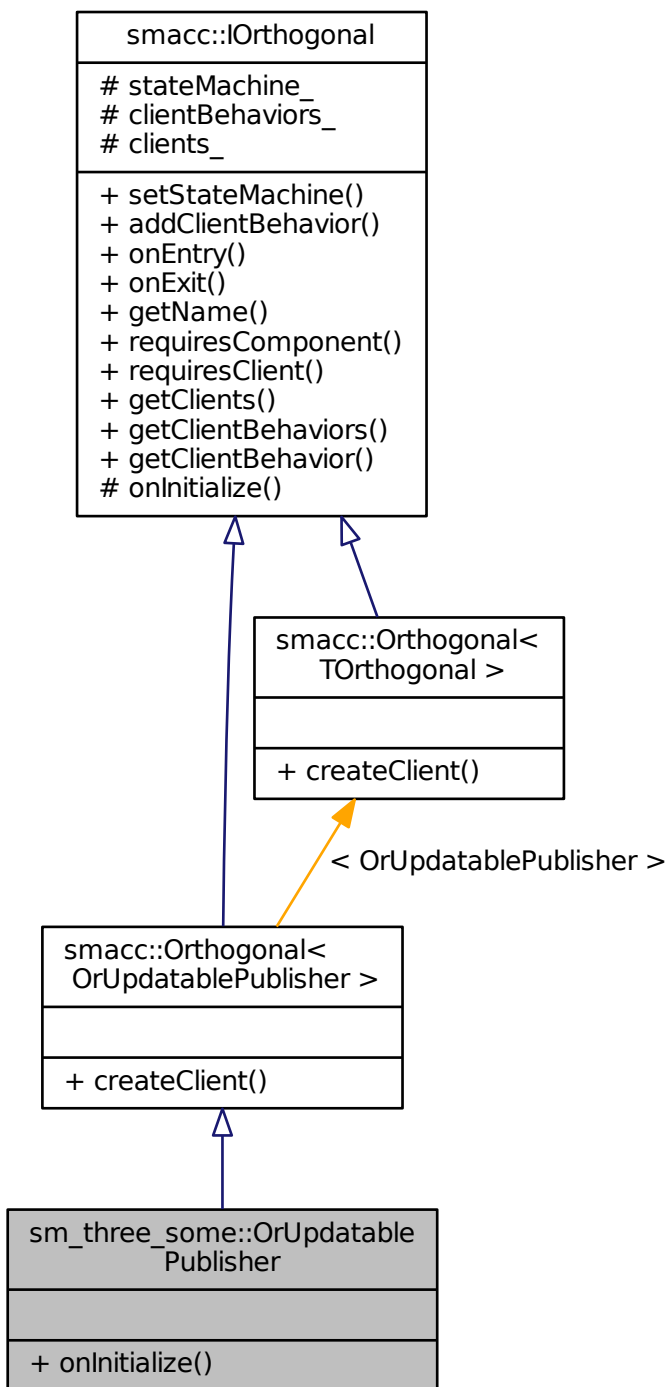 smacc::IOrthogonal
# stateMachine_
# clientBehaviors_
# clients_
+ setStateMachine()
+ addClientBehavior()
+ onEntry()
+ onExit()
+ getName()
+ requiresComponent()
+ requiresClient()
+ getClients()
+ getClientBehaviors()
+ getClientBehavior()
# onInitialize()
smacc::Orthogonal<
TOrthogonal >
+ createClient()
< OrUpdatablePublisher >
smacc::Orthogonal<
OrUpdatablePublisher >
+ createClient()
sm_three_some::OrUpdatable
Publisher
+ onInitialize()